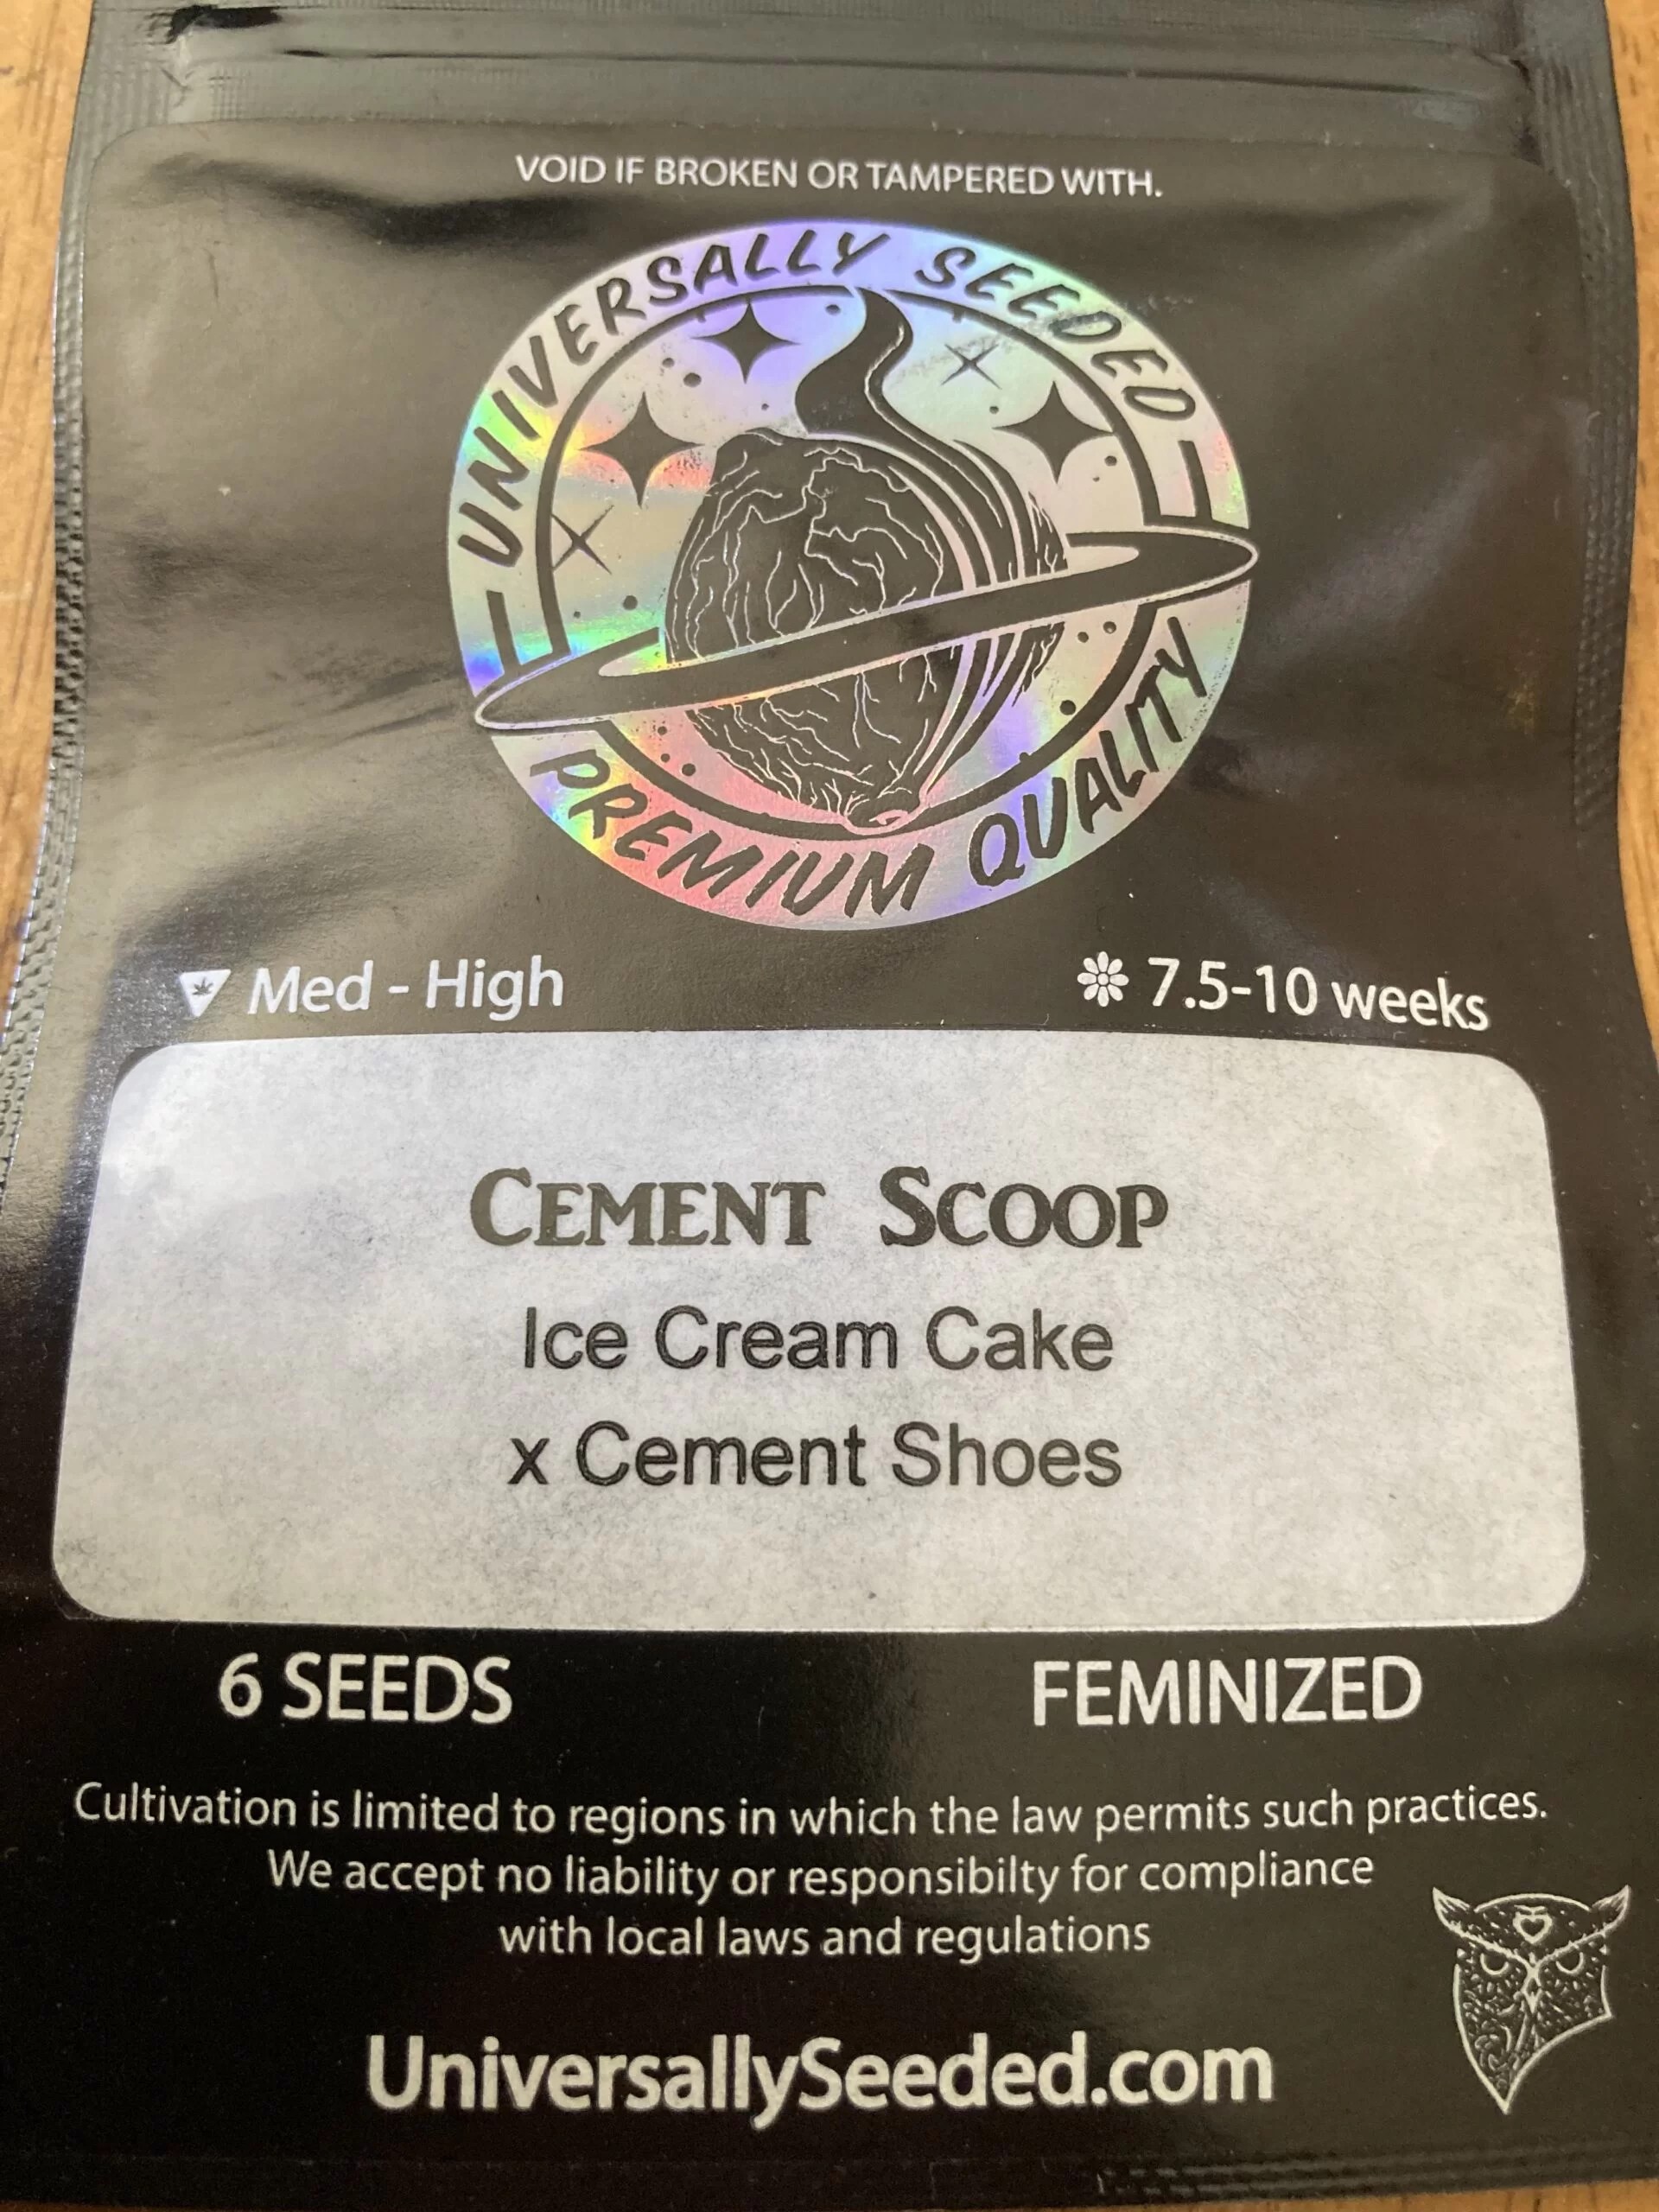 VOID IF BROKEN OR TAMPERED WITH.
UNIVERSALLY SEEDED
PREMIUM QUALITY
Med - High
7.5-10 weeks
CEMENT SCOOP
Ice Cream Cake
x Cement Shoes
6 SEEDS
FEMINIZED
Cultivation is limited to regions in which the law permits such practices.
We accept no liability or responsibilty for compliance
with local laws and regulations
UniversallySeeded.com